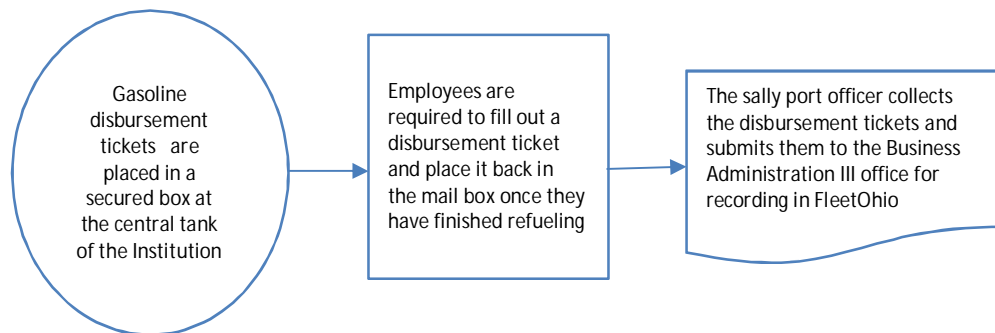 Gasoline
disbursement
tickets are
placed in a
secured box at
the central tank
of the Institution
Employees are
required to fill out a
disbursement ticket
and place it back in
the mail box once they
have finished refueling
The sally port officer collects
the disbursement tickets and
submits them to the Business
Administration III office for
recording in FleetOhio